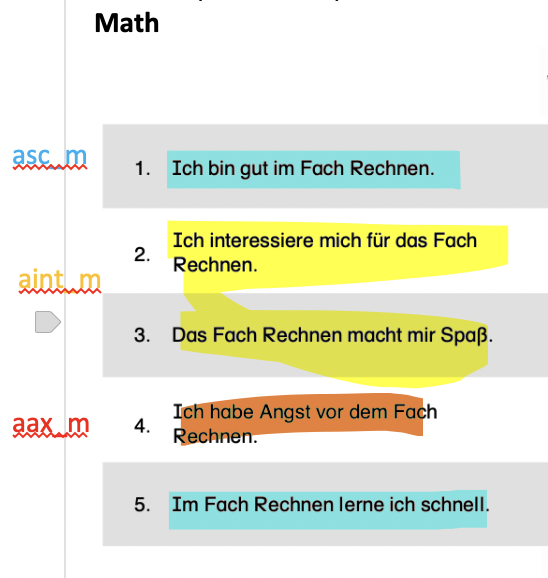 Math
asc_m
1. Ich bin gut im Fach Rechnen.
2. Ich interessiere mich für das Fach
Rechnen.
aint_m
3. Das Fach Rechnen macht mir Spaß.
aax_m
4. Ich habe Angst vor dem Fach
Rechnen.
5. Im Fach Rechnen lerne ich schnell.